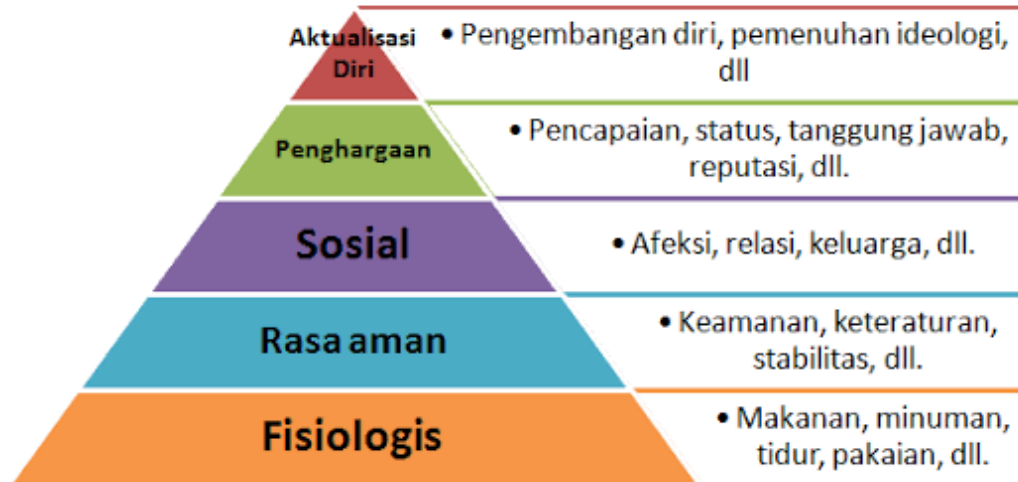 Aktualisasi
Diri
• Pengembangan diri, pemenuhan ideologi,
dll
Penghargaan
• Pencapaian, status, tanggung jawab,
reputasi, dll.
Sosial
• Afeksi, relasi, keluarga, dll.
Rasa aman
• Keamanan, keteraturan,
stabilitas, dll.
Fisiologis
• Makanan, minuman,
tidur, pakaian, dll.